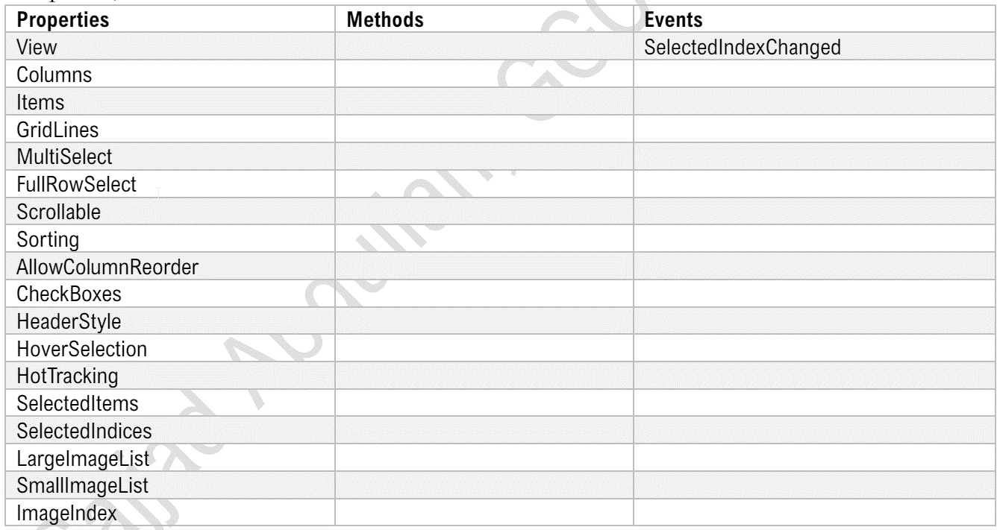 Properties Methods Events
View SelectedIndexChanged
Columns
Items
GridLines
MultiSelect
FullRowSelect
Scrollable
Sorting
AllowColumnReorder
CheckBoxes
HeaderStyle
HoverSelection
HotTracking
SelectedItems
SelectedIndices
LargeImageList
SmallImageList
ImageIndex